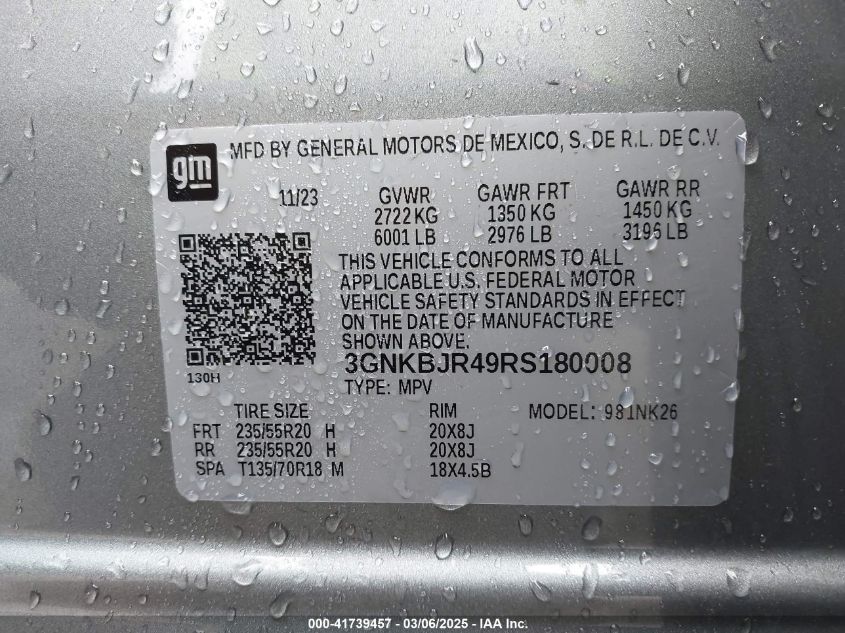 gm
MFD BY GENERAL MOTORS DE MEXICO, S. DE R.L. DE C.V.
11/23 GVWR GAWR FRT GAWR RR
2722 KG 1350 KG 1450 KG
6001 LB 2976 LB 3196 LB
THIS VEHICLE CONFORMS TO ALL
APPLICABLE U.S. FEDERAL MOTOR
VEHICLE SAFETY STANDARDS IN EFFECT
ON THE DATE OF MANUFACTURE
SHOWN ABOVE.
3GNKBJR49RS180008
130H
TYPE: MPV
TIRE SIZE RIM MODEL: 981NK26
FRT 235/55R20 H 20X8J
RR 235/55R20 H 20X8J
SPA T135/70R18 M 18X4.5B
000-41739457 - 03/06/2025 - IAA Inc.